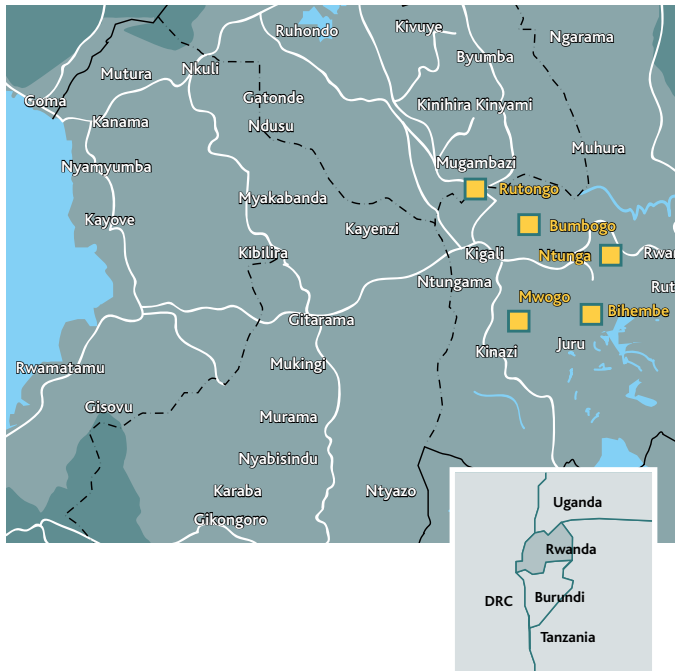 Ruhondo
Kivuye
Ngarama
Byumba
Mutura
Nkuli
Goma
Gatonde
Kinihira Kinyami
Kanama
Ndusu
Muhura
Mugambazi
Nyamyumba
Rutongo
Myakabanda
Kayove
Kayenzi
Bumbogo
Kibilira
Kigali
Ntunga
Rwan
Ntungama
Rut
Mwogo
Bihembe
Gitarama
Juru
Kinazi
Rwamatamu
Mukingi
Gisovu
Murama
Nyabisindu
Karaba
Ntyazo
Gikongoro
Uganda
Rwanda
DRC
Burundi
Tanzania